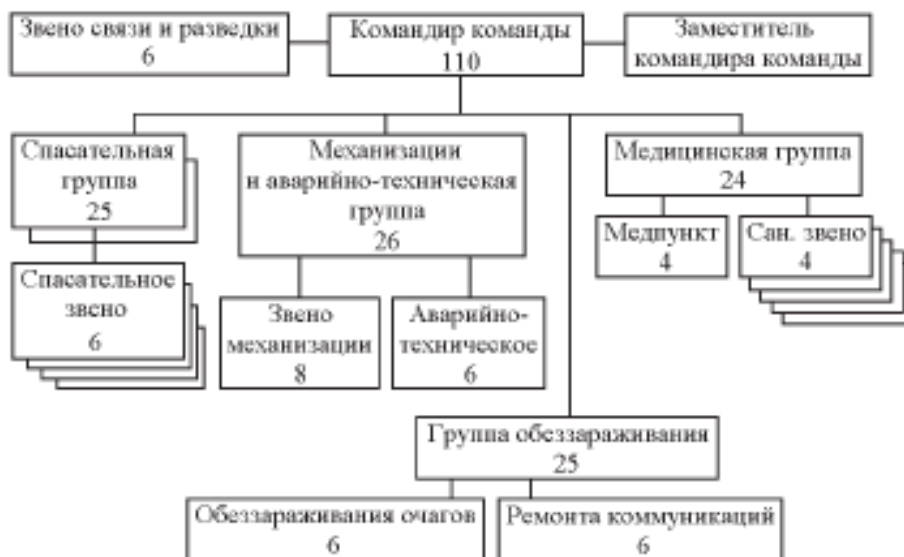 Звено связи и разведки
6
Командир команды
110
Заместитель
командира команды
Спасательная
группа
25
Механизации
и аварийно-техническая
группа
26
Медицинская группа
24
Медпункт
4
Сан. звено
4
Спасательное
звено
6
Звено
механизации
8
Аварийно-
техническое
6
Группа обеззараживания
25
Обеззараживания очагов
6
Ремонта коммуникаций
6